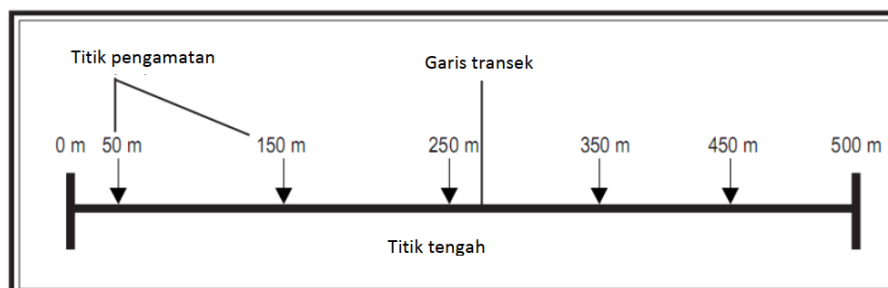 Titik pengamatan
Garis transek
0 m 50 m 150 m 250 m 350 m 450 m 500 m
Titik tengah